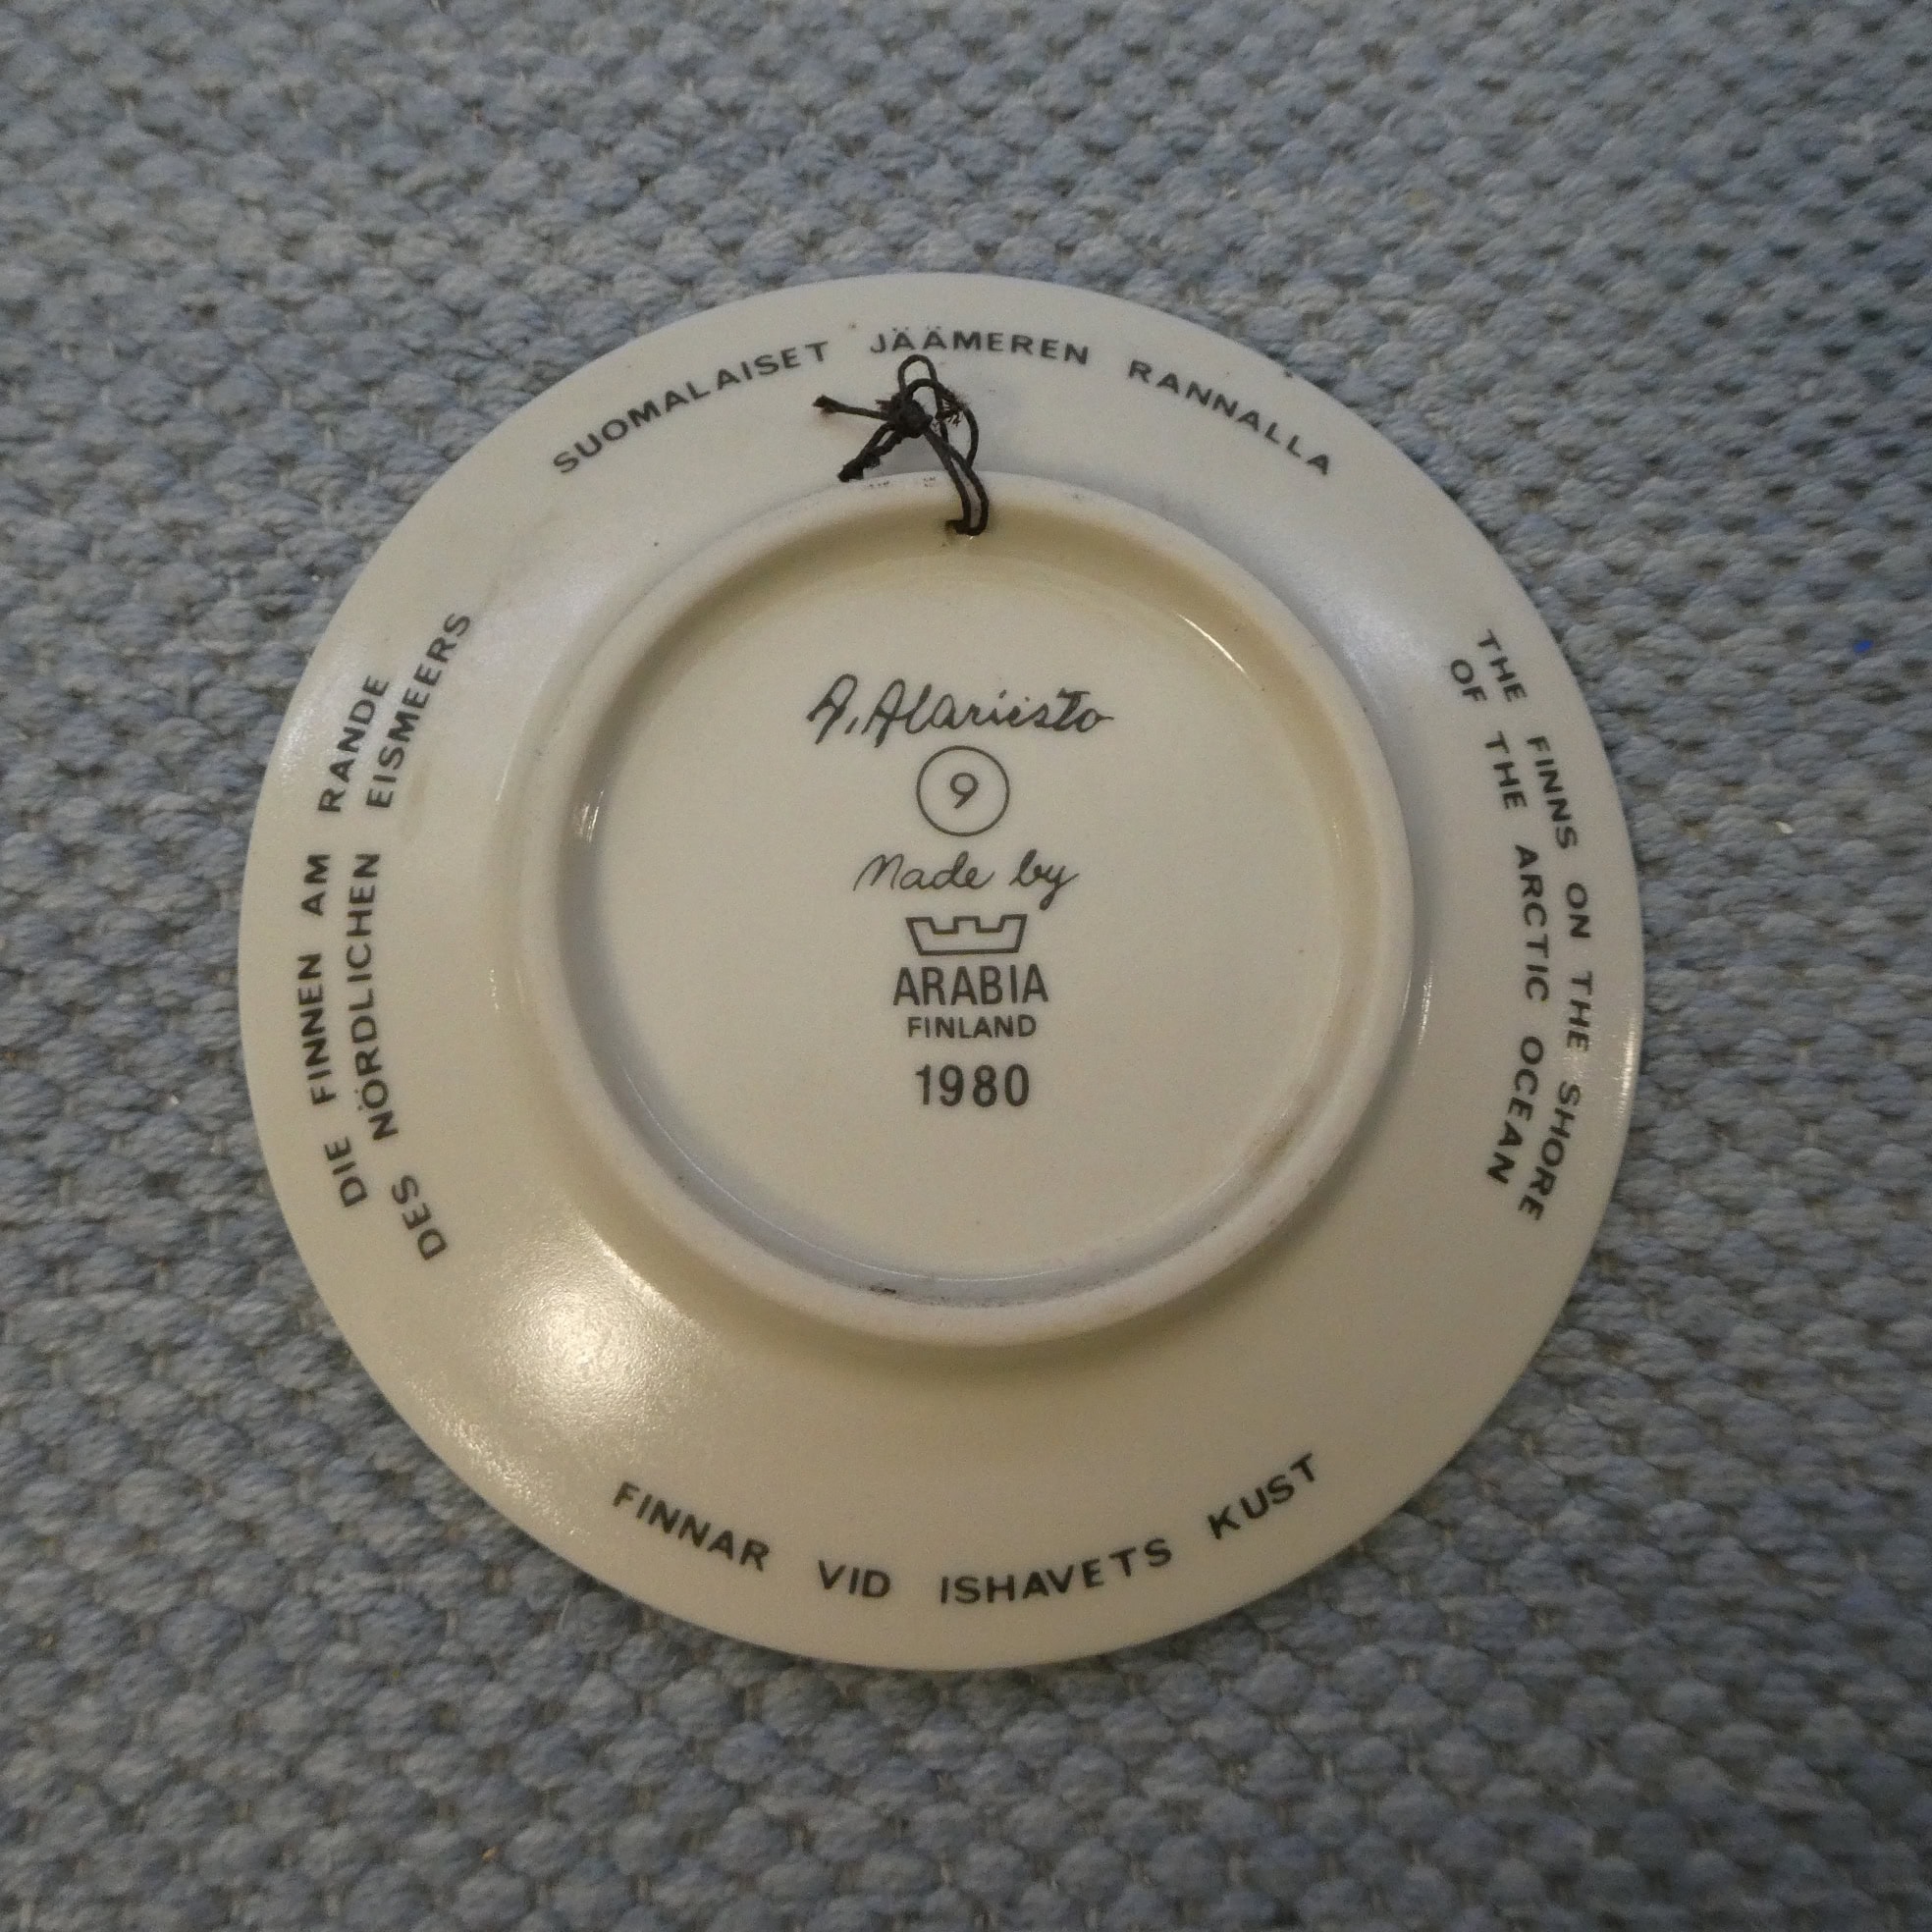 SUOMALAISET JÄÄMEREN RANNALLA
THE FINNS ON THE SHORE
OF THE ARCTIC OCEAN
FINNAR VID ISHAVETS KUST
DIE FINNEN AM RANDE
DES NÖRDLICHEN EISMEERS
A. Alariesto
9
Made by
ARABIA
FINLAND
1980